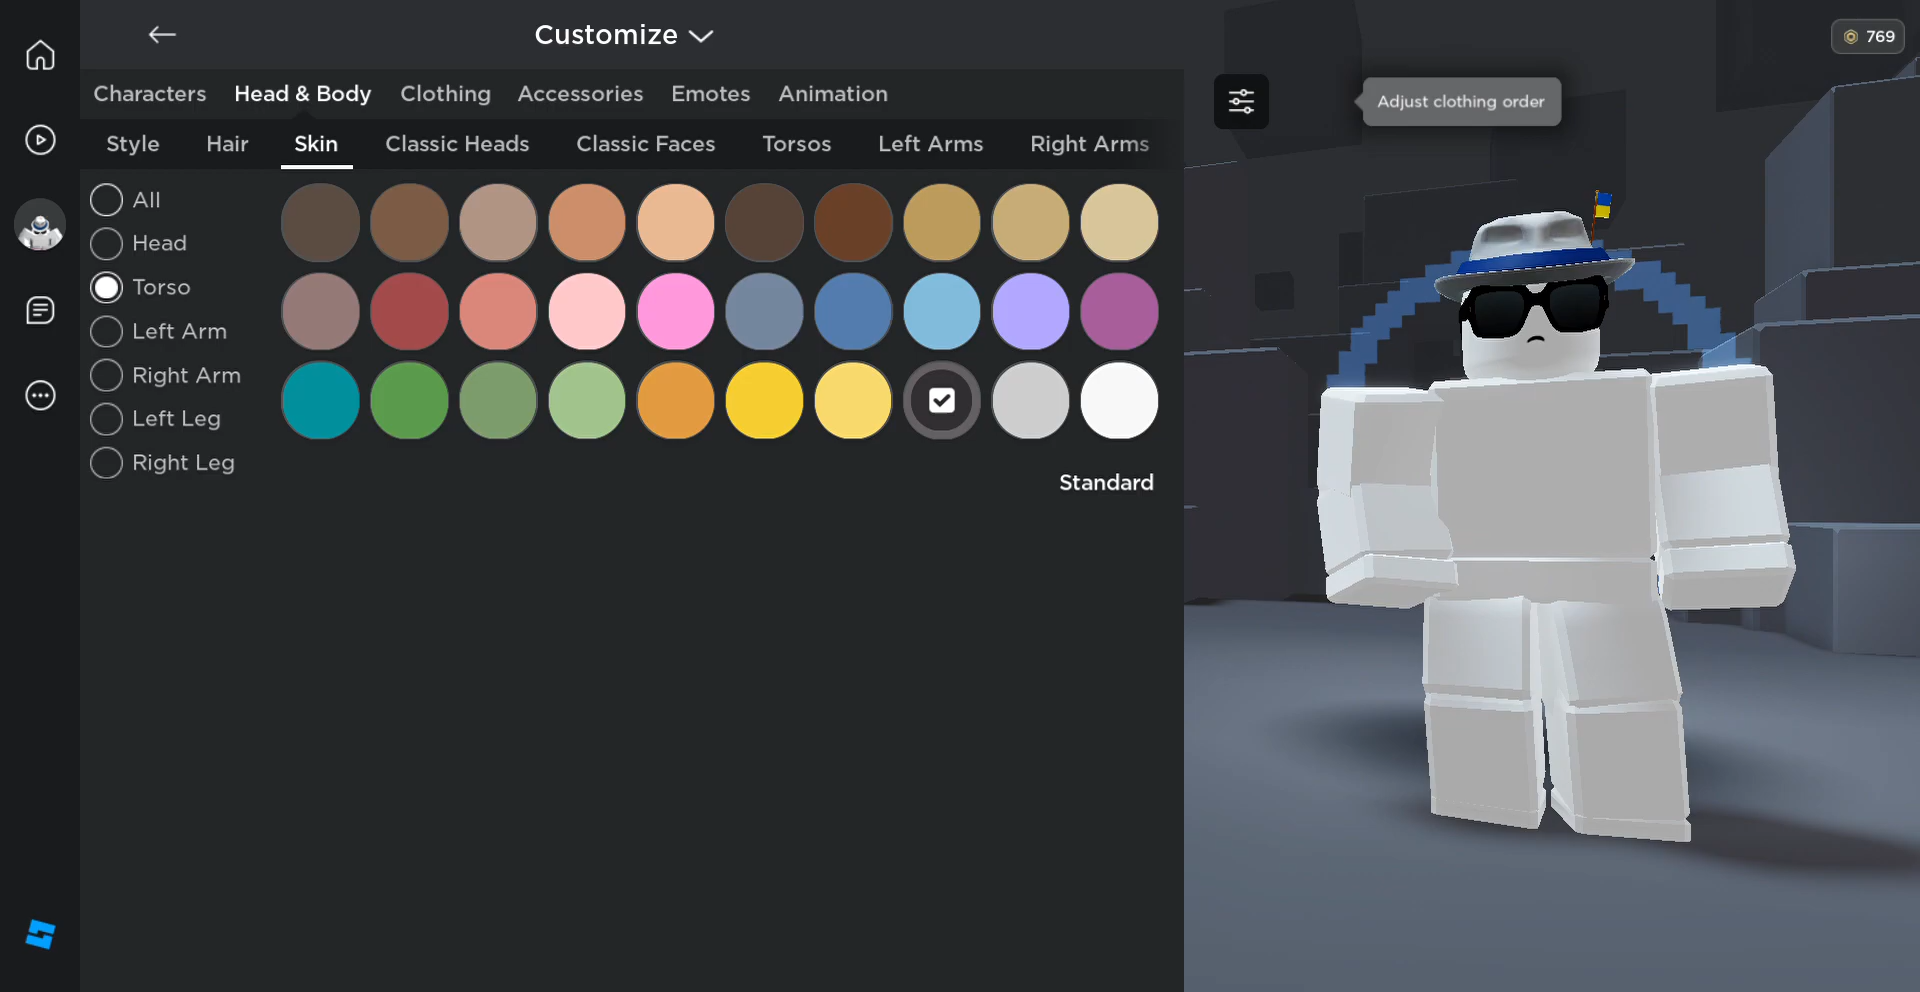 Customize
769
Characters Head & Body Clothing Accessories Emotes Animation
Adjust clothing order
Style Hair Skin Classic Heads Classic Faces Torsos Left Arms Right Arms
All
Head
Torso
Left Arm
Right Arm
Left Leg
Right Leg
Standard